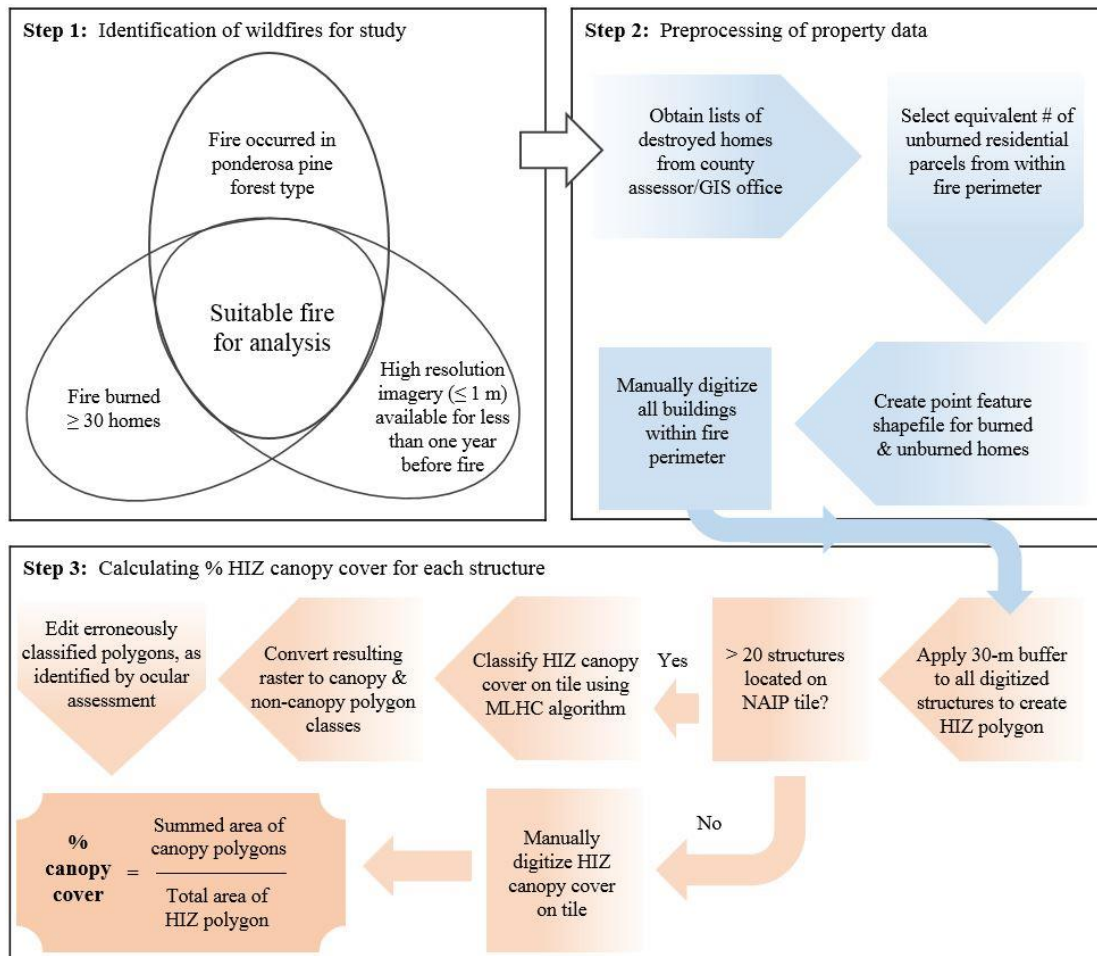 Step 1: Identification of wildfires for study
Fire occurred in
ponderosa pine
forest type
Suitable fire
for analysis
Fire burned
≥ 30 homes
High resolution
imagery (≤ 1 m)
available for less
than one year
before fire
Step 2: Preprocessing of property data
Obtain lists of
destroyed homes
from county
assessor/GIS office
Select equivalent # of
unburned residential
parcels from within
fire perimeter
Create point feature
shapefile for burned
& unburned homes
Manually digitize
all buildings
within fire
perimeter
Step 3: Calculating % HIZ canopy cover for each structure
Apply 30-m buffer
to all digitized
structures to create
HIZ polygon
> 20 structures
located on
NAIP tile?
Yes
Classify HIZ canopy
cover on tile using
MLHC algorithm
Convert resulting
raster to canopy &
non-canopy polygon
classes
Edit erroneously
classified polygons, as
identified by ocular
assessment
No
Manually
digitize HIZ
canopy cover
on tile
%
canopy
cover
=
Summed area of
canopy polygons
Total area of
HIZ polygon